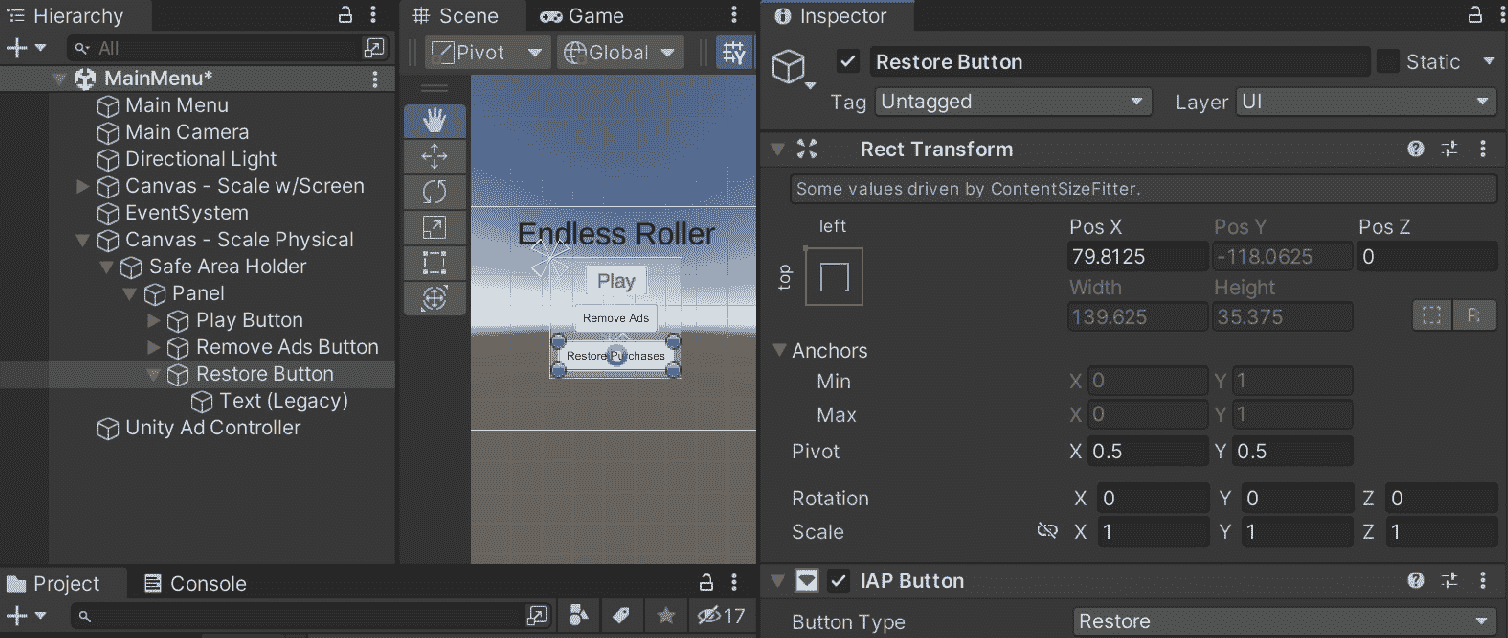 Hierarchy
All
MainMenu*
Main Menu
Main Camera
Directional Light
Canvas - Scale w/Screen
EventSystem
Canvas - Scale Physical
Safe Area Holder
Panel
Play Button
Remove Ads Button
Restore Button
Text (Legacy)
Unity Ad Controller
Scene Game
Pivot Global
Endless Roller
Play
Remove Ads
Restore Purchases
Project Console
17
Inspector
Restore Button Static
Tag Untagged Layer UI
Rect Transform
Some values driven by ContentSizeFitter.
left
top
Pos X Pos Y Pos Z
79.8125 -118.0625 0
Width Height
139.625 35.375
R
Anchors
Min X 0 Y 1
Max X 0 Y 1
Pivot X 0.5 Y 0.5
Rotation X 0 Y 0 Z 0
Scale X 1 Y 1 Z 1
IAP Button
Button Type Restore